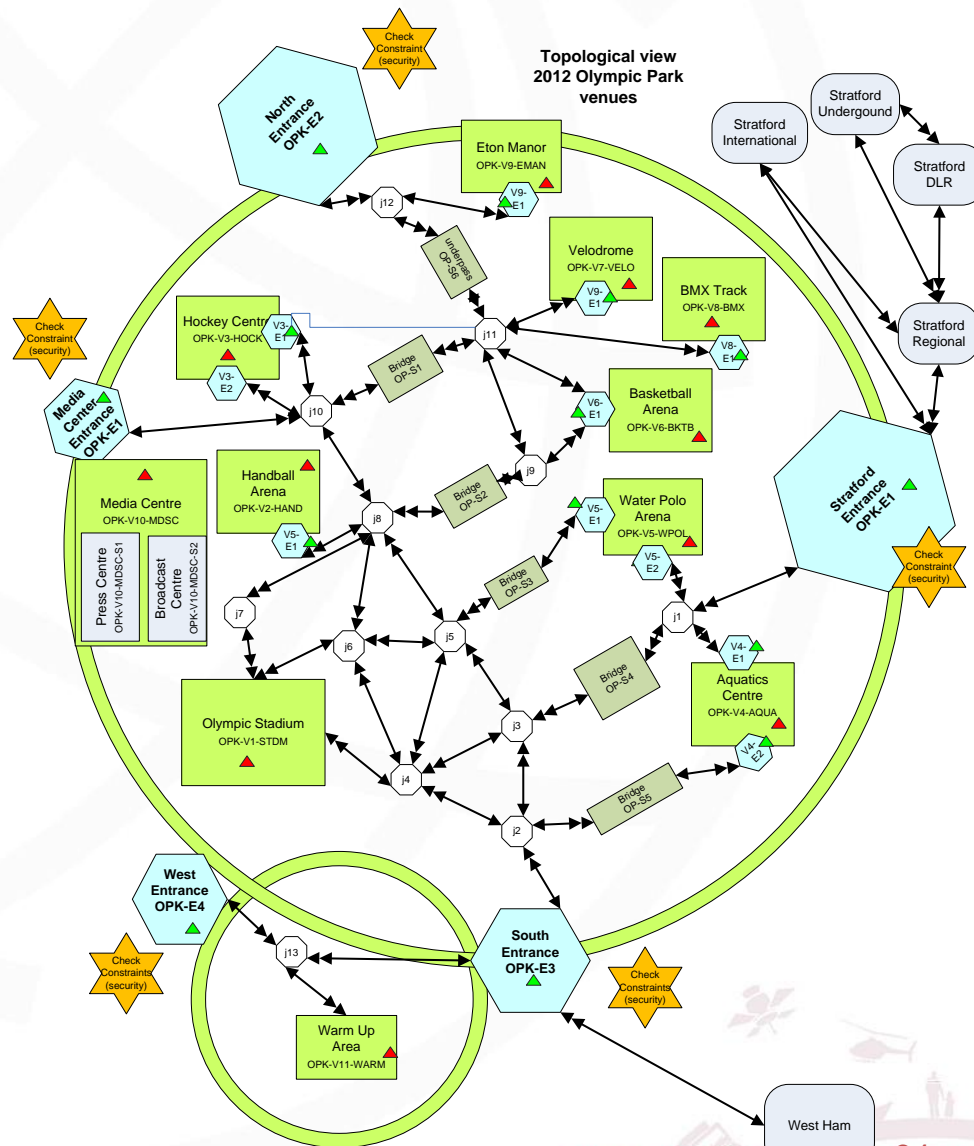 Check
Constraint
(security)
Topological view
2012 Olympic Park
venues
North
Entrance
OPK-E2
Stratford
International
Stratford
Undergound
Stratford
DLR
Stratford
Regional
Eton Manor
OPK-V9-EMAN
V9-
E1
j12
underpass
OP-S6
Velodrome
OPK-V7-VELO
V9-
E1
BMX Track
OPK-V8-BMX
V8-
E1
Check
Constraint
(security)
Hockey Centre
OPK-V3-HOCK
V3-
E1
V3-
E2
j11
Bridge
OP-S1
j10
Media
Center
Entrance
OPK-E1
V6-
E1
Basketball
Arena
OPK-V6-BKTB
Media Centre
OPK-V10-MDSC
Press Centre
OPK-V10-MDSC-S1
Broadcast
Centre
OPK-V10-MDSC-S2
Handball
Arena
OPK-V2-HAND
V5-
E1
j8
Bridge
OP-S2
j9
V5-
E1
Water Polo
Arena
OPK-V5-WPOL
V5-
E2
Stratford
Entrance
OPK-E1
Check
Constraint
(security)
Bridge
OP-S3
j7
j6
j5
j1
V4-
E1
Bridge
OP-S4
Aquatics
Centre
OPK-V4-AQUA
V4-
E2
Olympic Stadium
OPK-V1-STDM
j3
j4
Bridge
OP-S5
j2
West
Entrance
OPK-E4
Check
Constraints
(security)
j13
South
Entrance
OPK-E3
Check
Constraints
(security)
Warm Up
Area
OPK-V11-WARM
West Ham